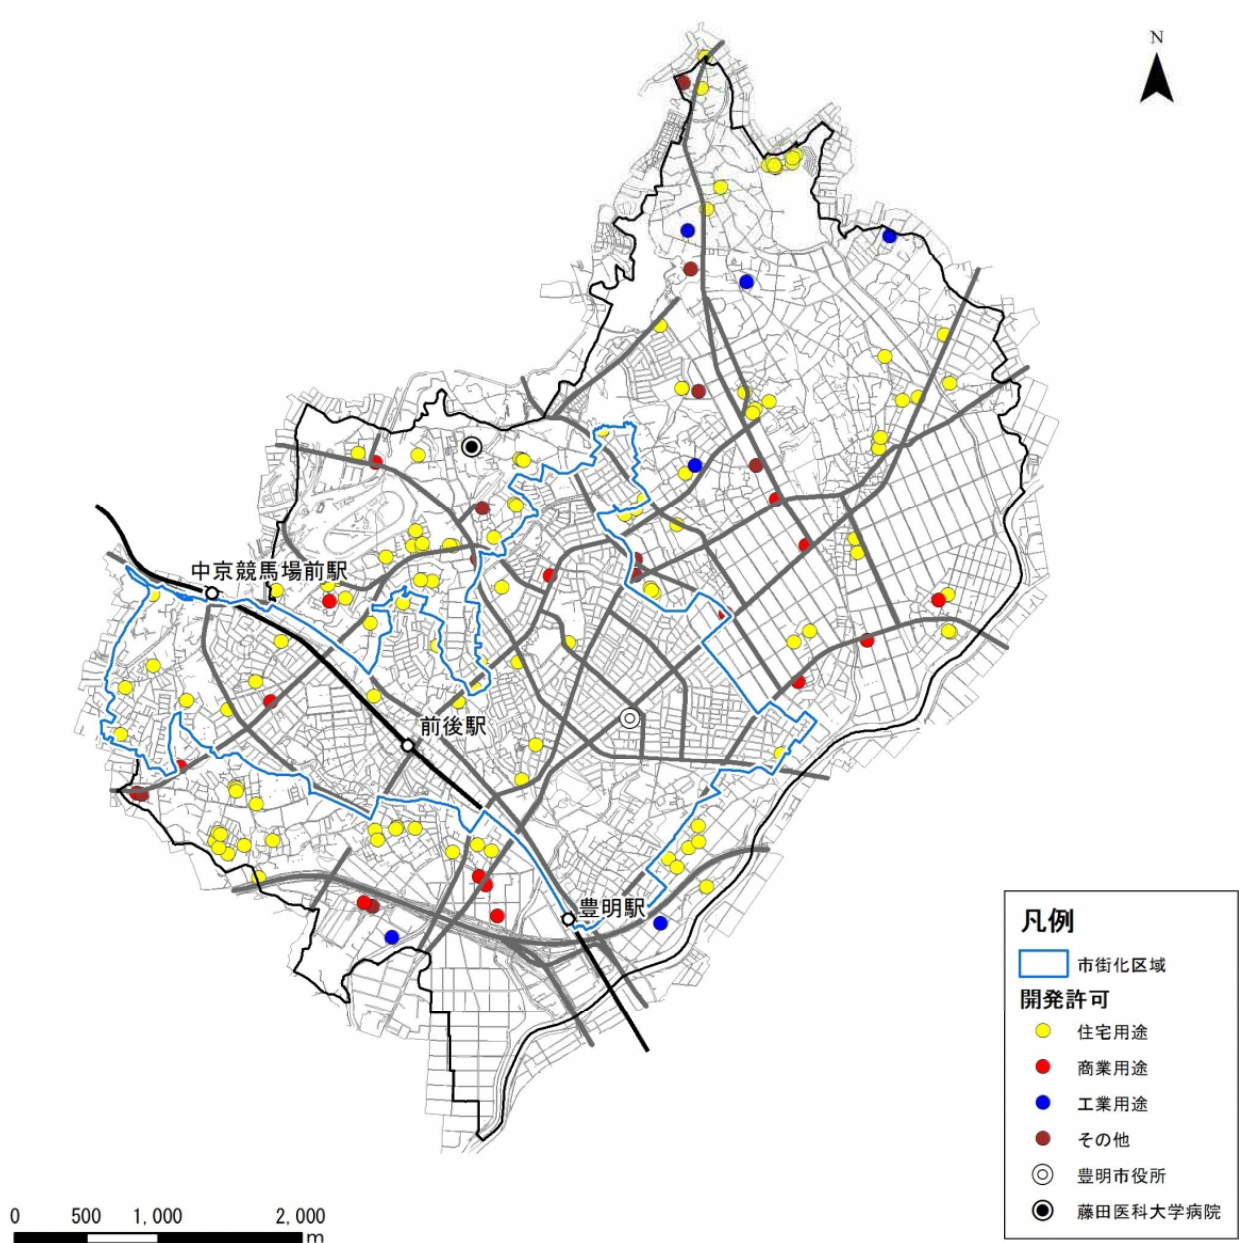 N
中京競馬場前駅
前後駅
豊明駅
凡例
市街化区域
開発許可
住宅用途
商業用途
工業用途
その他
豊明市役所
藤田医科大学病院
0 500 1,000 2,000
m